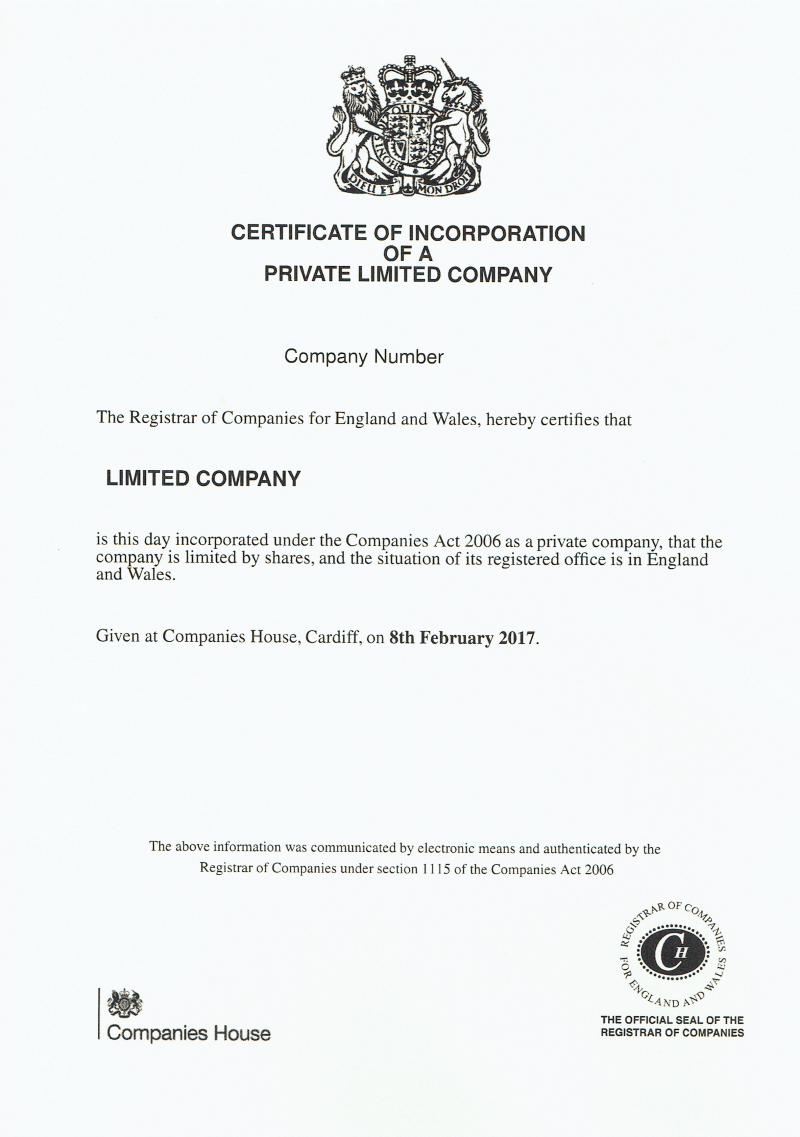 HONI QUI MAL PENSE
DIEU ET MON DROIT
CERTIFICATE OF INCORPORATION
OF A
PRIVATE LIMITED COMPANY
Company Number
The Registrar of Companies for England and Wales, hereby certifies that
LIMITED COMPANY
is this day incorporated under the Companies Act 2006 as a private company, that the
company is limited by shares, and the situation of its registered office is in England
and Wales.
Given at Companies House, Cardiff, on 8th February 2017.
The above information was communicated by electronic means and authenticated by the
Registrar of Companies under section 1115 of the Companies Act 2006
REGISTRAR OF COMPANIES
FOR ENGLAND AND WALES
CH
THE OFFICIAL SEAL OF THE
REGISTRAR OF COMPANIES
Companies House